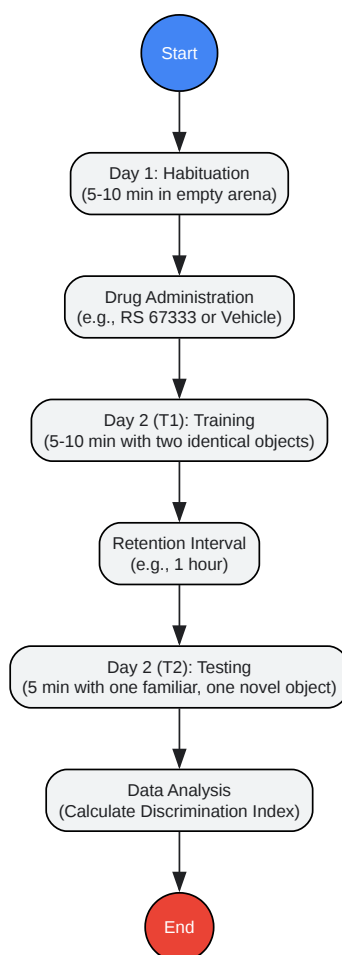 Start
Day 1: Habituation
(5-10 min in empty arena)
Drug Administration
(e.g., RS 67333 or Vehicle)
Day 2 (T1): Training
(5-10 min with two identical objects)
Retention Interval
(e.g., 1 hour)
Day 2 (T2): Testing
(5 min with one familiar, one novel object)
Data Analysis
(Calculate Discrimination Index)
End